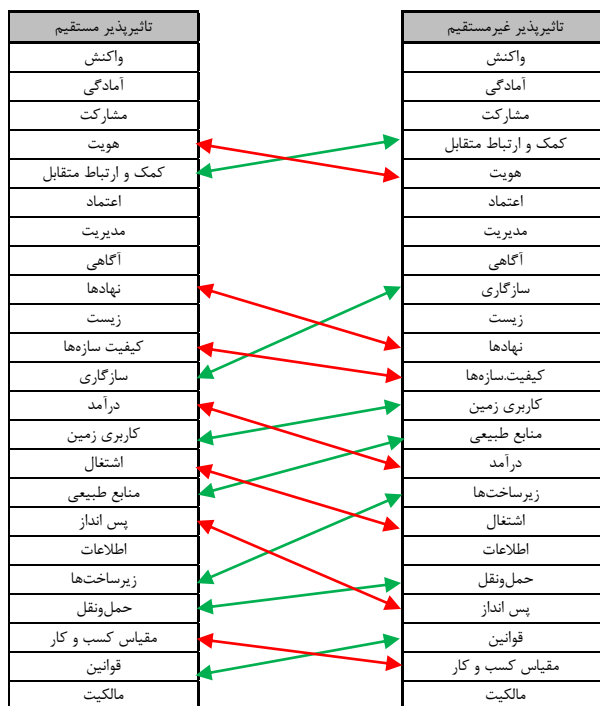 تاثیرپذیر غیرمستقیم
واکنش
آمادگی
مشارکت
کمک و ارتباط متقابل
هویت
اعتماد
مدیریت
آگاهی
سازگاری
زیست
نهادها
کیفیت.سازه‌ها
کاربری زمین
منابع طبیعی
درآمد
زیرساخت‌ها
اشتغال
اطلاعات
حمل‌ونقل
پس انداز
قوانین
مقیاس کسب و کار
مالکیت
تاثیرپذیر مستقیم
واکنش
آمادگی
مشارکت
هویت
کمک و ارتباط متقابل
اعتماد
مدیریت
آگاهی
نهادها
زیست
کیفیت سازه‌ها
سازگاری
درآمد
کاربری زمین
اشتغال
منابع طبیعی
پس انداز
اطلاعات
زیرساخت‌ها
حمل‌ونقل
مقیاس کسب و کار
قوانین
مالکیت